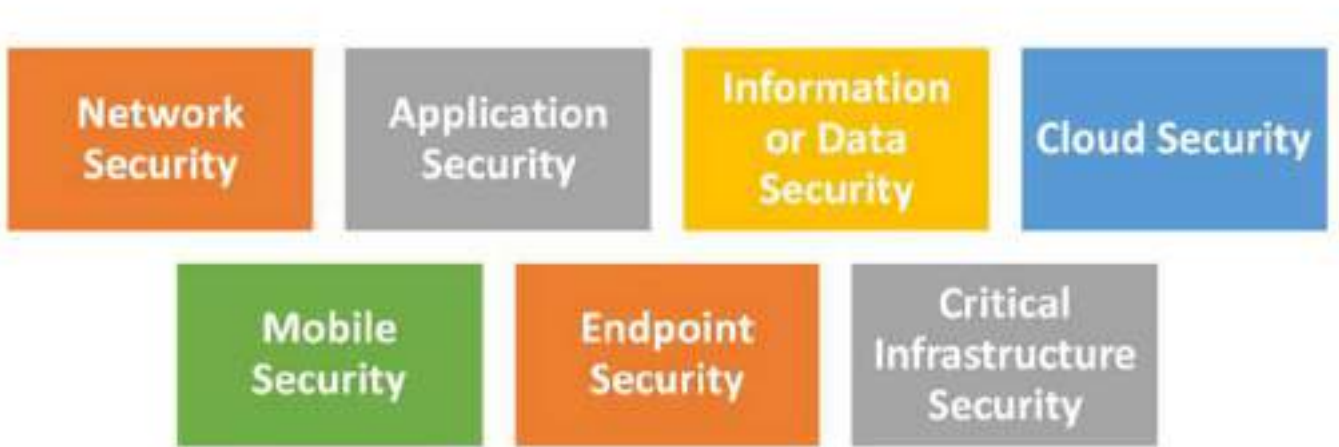 Network
Security
Application
Security
Information
or Data
Security
Cloud Security
Mobile
Security
Endpoint
Security
Critical
Infrastructure
Security